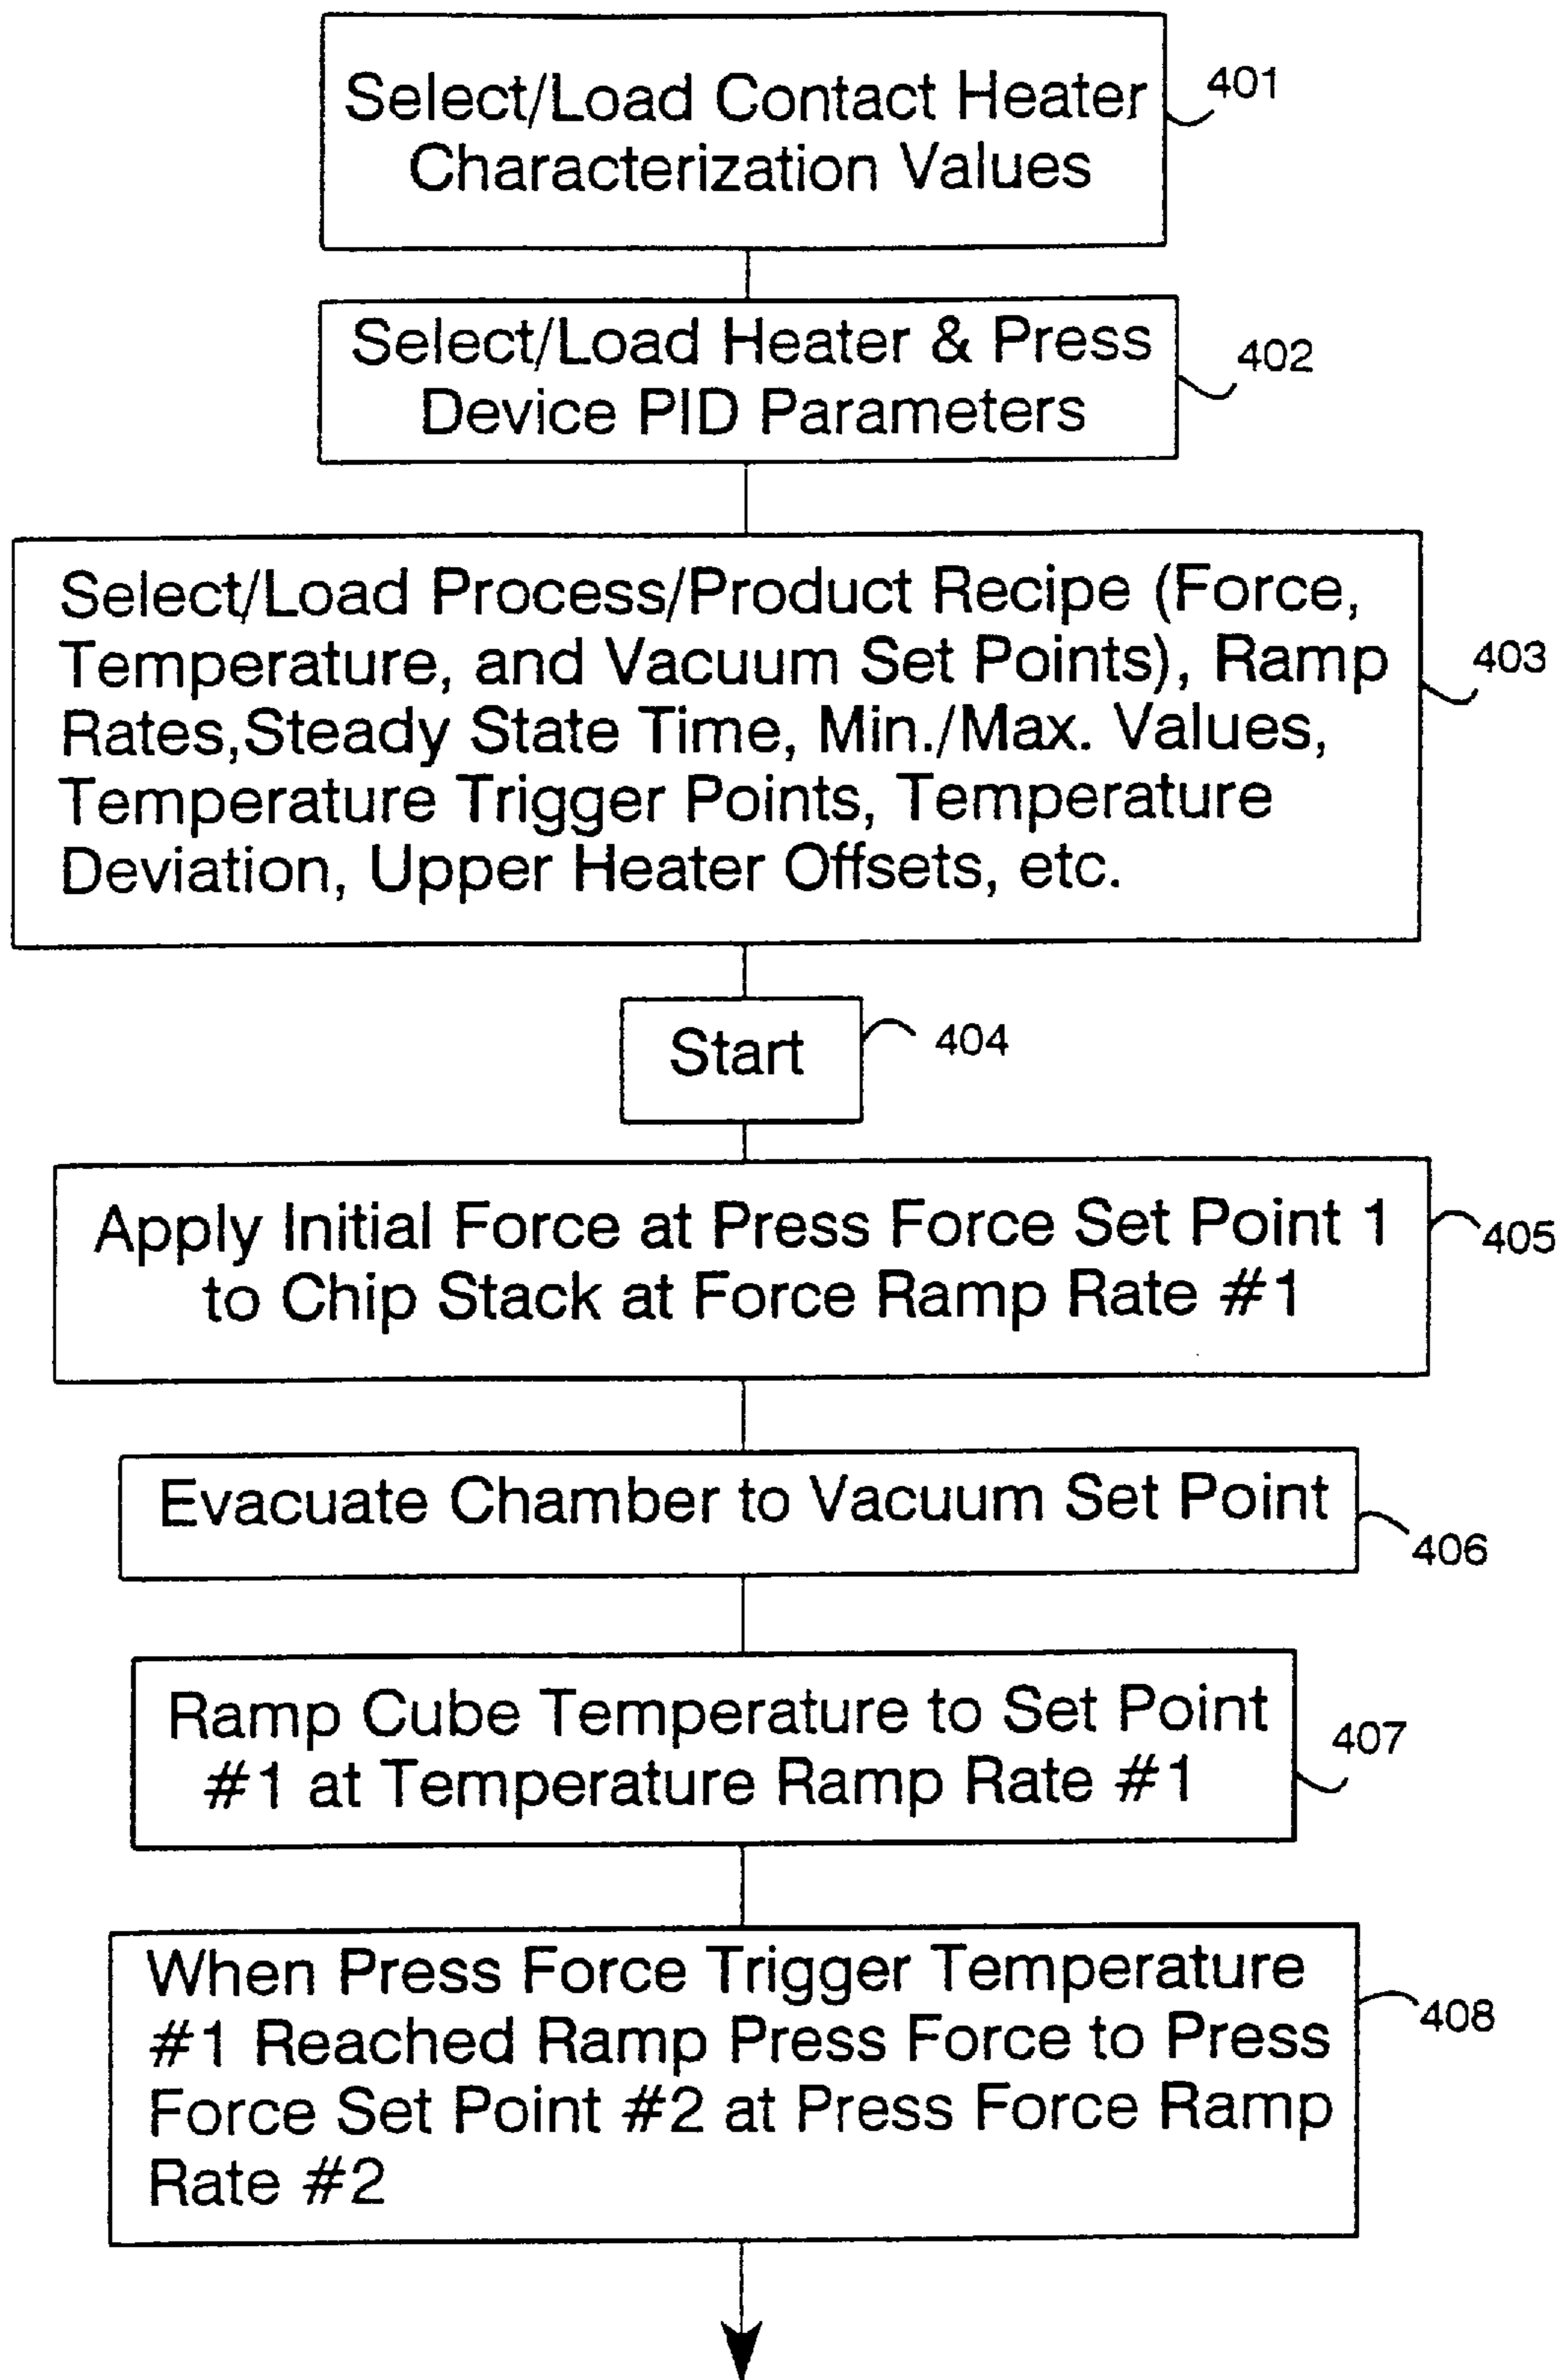 Select/Load Contact Heater
Characterization Values
401
Select/Load Heater & Press
Device PID Parameters
402
Select/Load Process/Product Recipe (Force,
Temperature, and Vacuum Set Points), Ramp
Rates,Steady State Time, Min./Max. Values,
Temperature Trigger Points, Temperature
Deviation, Upper Heater Offsets, etc.
403
Start
404
Apply Initial Force at Press Force Set Point 1
to Chip Stack at Force Ramp Rate #1
405
Evacuate Chamber to Vacuum Set Point
406
Ramp Cube Temperature to Set Point
#1 at Temperature Ramp Rate #1
407
When Press Force Trigger Temperature
#1 Reached Ramp Press Force to Press
Force Set Point #2 at Press Force Ramp
Rate #2
408